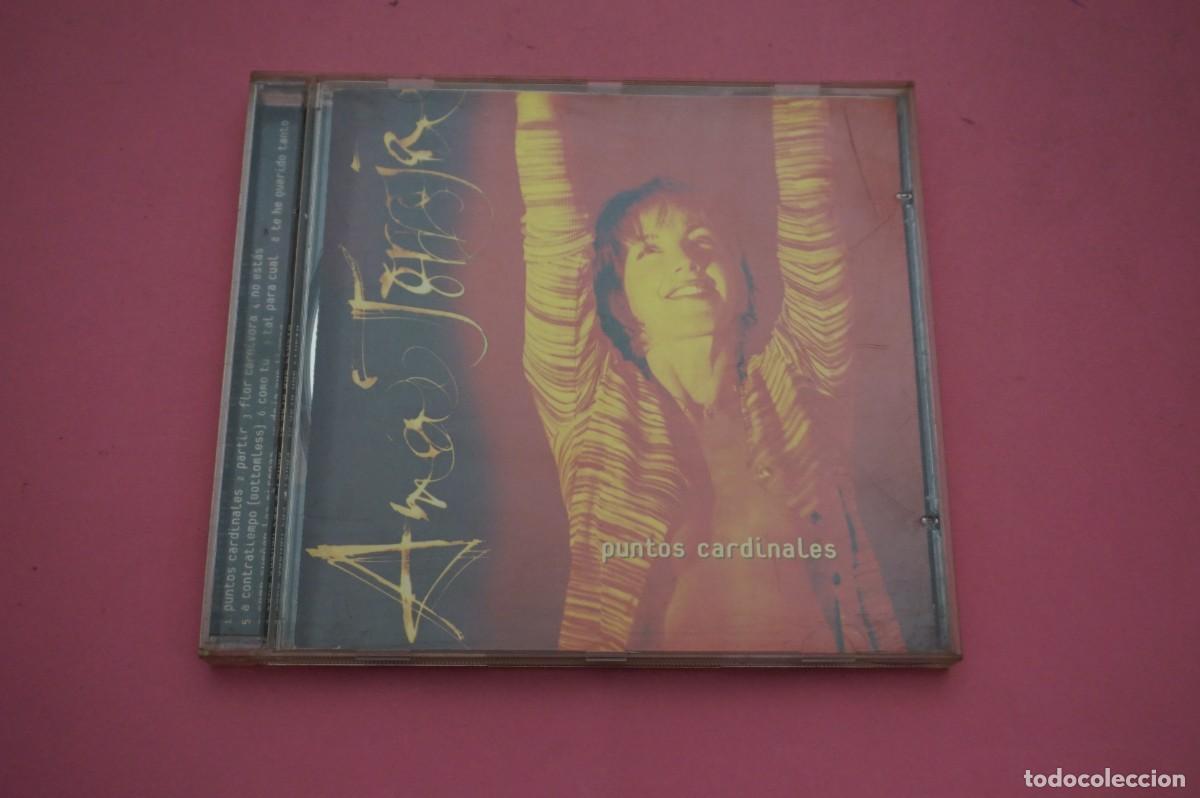 Ana Torroja
puntos cardinales
1 puntos cardinales 2 partir 3 flor carnívora 4 no estás
5 a contratiempo (bottomless) 6 como tú 7 tal para cual 8 te he querido tanto
todocoleccion